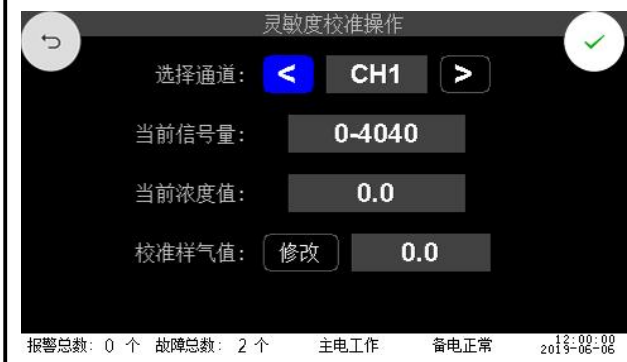 灵敏度校准操作
选择通道: < CH1 >
当前信号量: 0-4040
当前浓度值: 0.0
校准样气值: 修改 0.0
报警总数: 0 个 故障总数: 2 个 主电工作 备电正常 12:00:00
2019-06-06